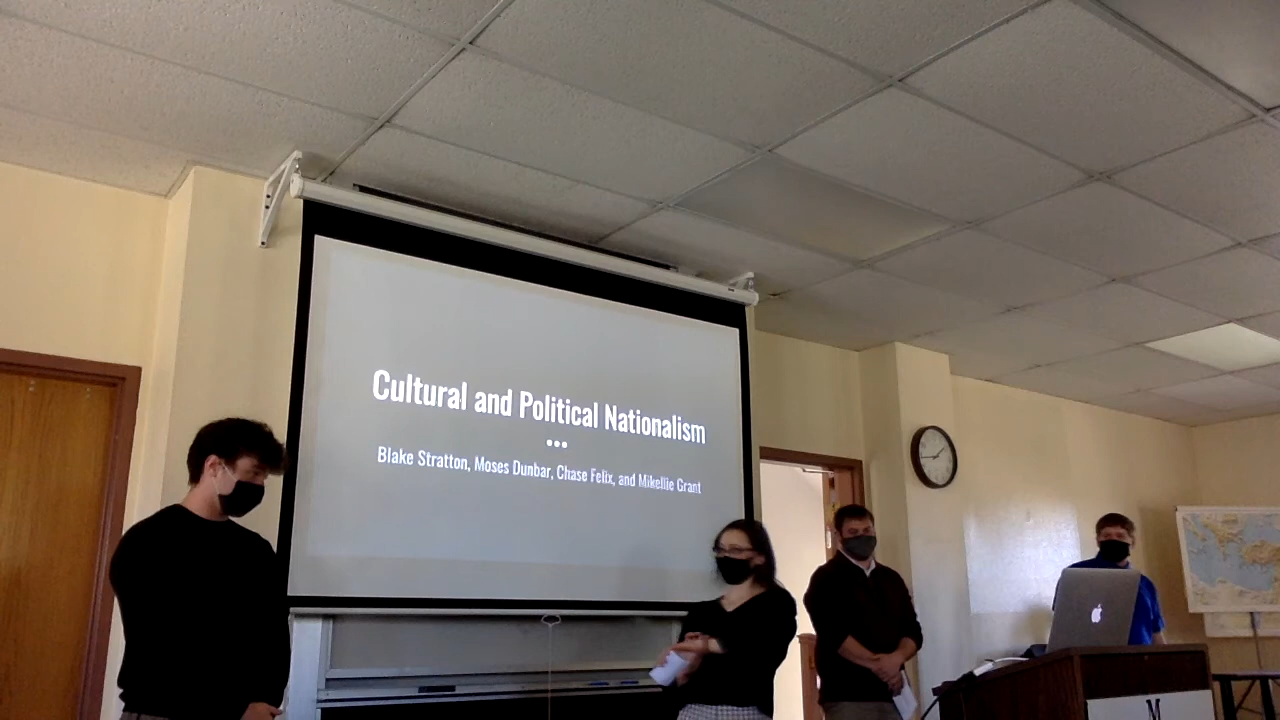 Cultural and Political Nationalism
Blake Stratton, Moses Dunbar, Chase Felix, and Mikellie Grant
M